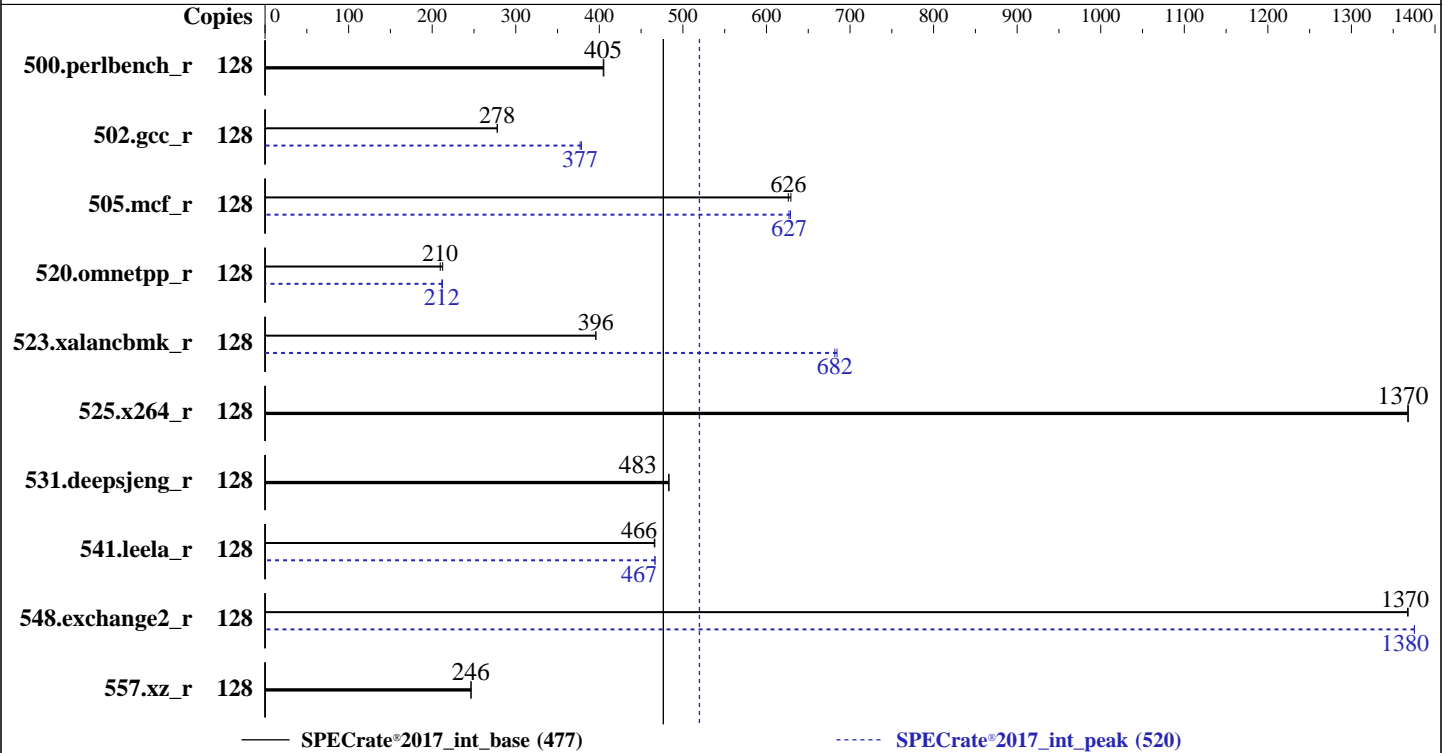 Copies 0 100 200 300 400 500 600 700 800 900 1000 1100 1200 1300 1400
405
500.perlbench_r 128
278
502.gcc_r 128
377
626
505.mcf_r 128
627
210
520.omnetpp_r 128
212
396
523.xalancbmk_r 128
682
1370
525.x264_r 128
483
531.deepsjeng_r 128
466
541.leela_r 128
467
1370
548.exchange2_r 128
1380
246
557.xz_r 128
SPECrate®2017_int_base (477) SPECrate®2017_int_peak (520)